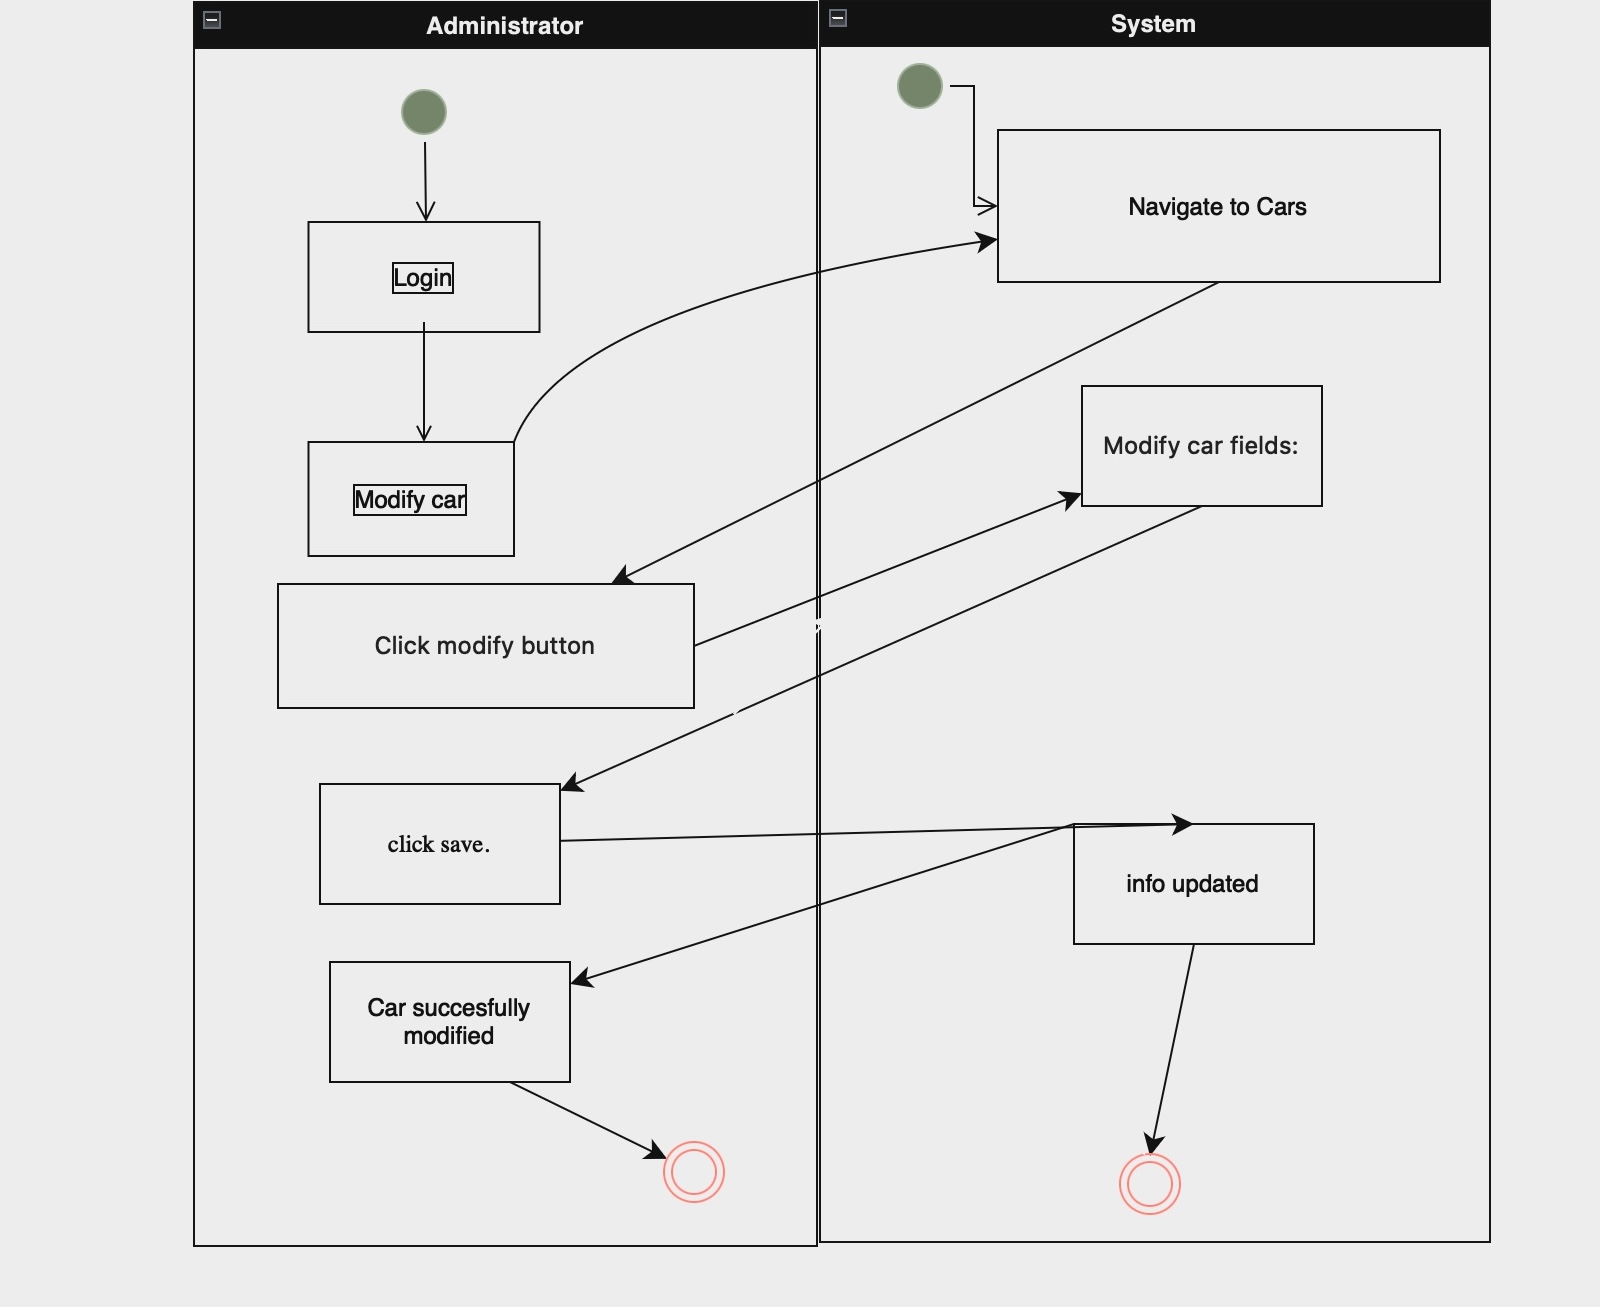 Administrator
System
Navigate to Cars
Login
Modify car fields:
Modify car
Click modify button
click save.
info updated
Car succesfully
modified